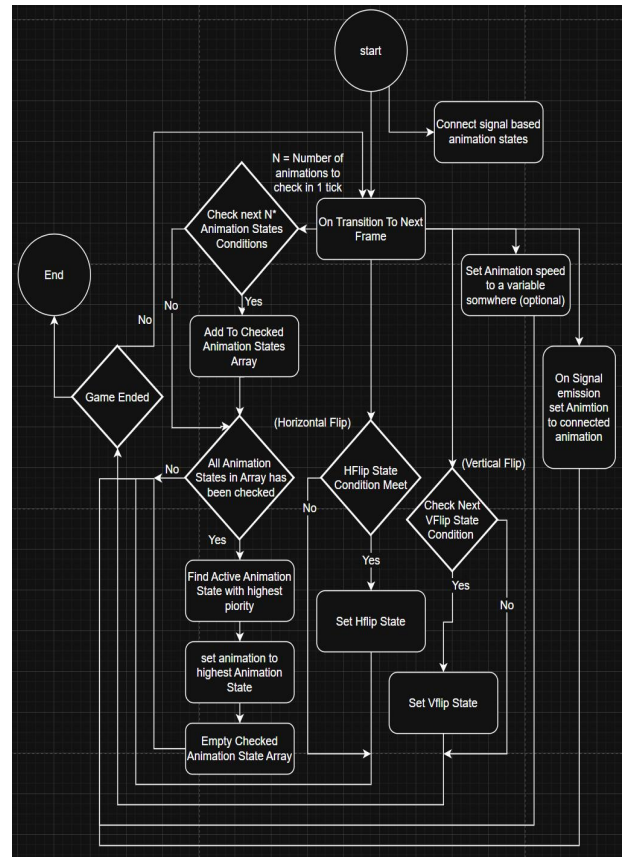 start
Connect signal based
animation states
N = Number of
animations to
check in 1 tick
Check next N*
Animation States
Conditions
On Transition To Next
Frame
End
Set Animation speed
to a variable
somwhere (optional)
No
No
Yes
Add To Checked
Animation States
Array
On Signal
emission
set Animtion
to connected
animation
Game Ended
(Horizontal Flip)
All Animation
States in Array has
been checked
No
HFlip State
Condition Meet
(Vertical Flip)
Check Next
VFlip State
Condition
No
Yes
Yes
Yes
No
Find Active Animation
State with highest
piority
Set Hflip State
set animation to
highest Animation
State
Set Vflip State
Empty Checked
Animation State Array